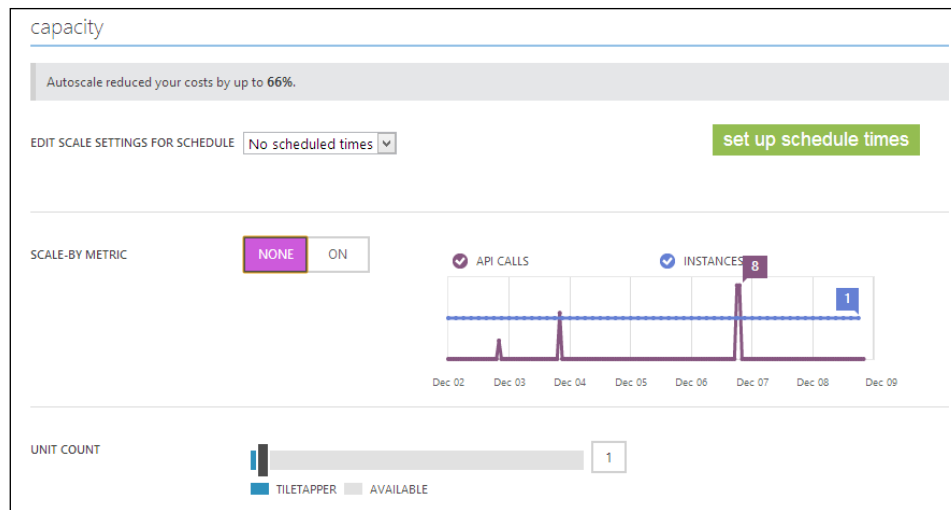 capacity
Autoscale reduced your costs by up to 66%.
EDIT SCALE SETTINGS FOR SCHEDULE No scheduled times set up schedule times
SCALE-BY METRIC NONE ON
API CALLS INSTANCES 8
1
Dec 02 Dec 03 Dec 04 Dec 05 Dec 06 Dec 07 Dec 08 Dec 09
UNIT COUNT 1
TILETAPPER AVAILABLE